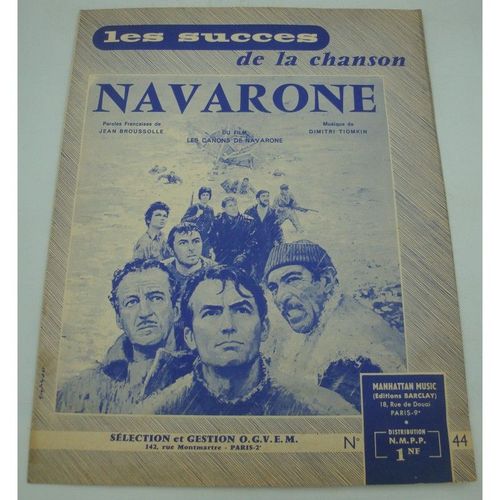 les succes
de la chanson
NAVARONE
Paroles Françaises de
JEAN BROUSSOLLE
DU FILM
LES CANONS DE NAVARONE
Musique de
DIMITRI TIOMKIN
MANHATTAN MUSIC
(Editions BARCLAY)
18, Rue de Douai
PARIS-9e
DISTRIBUTION
N.M.P.P.
1 NF
SÉLECTION et GESTION O.G.V.E.M.
142, rue Montmartre - PARIS-2e
N° 44